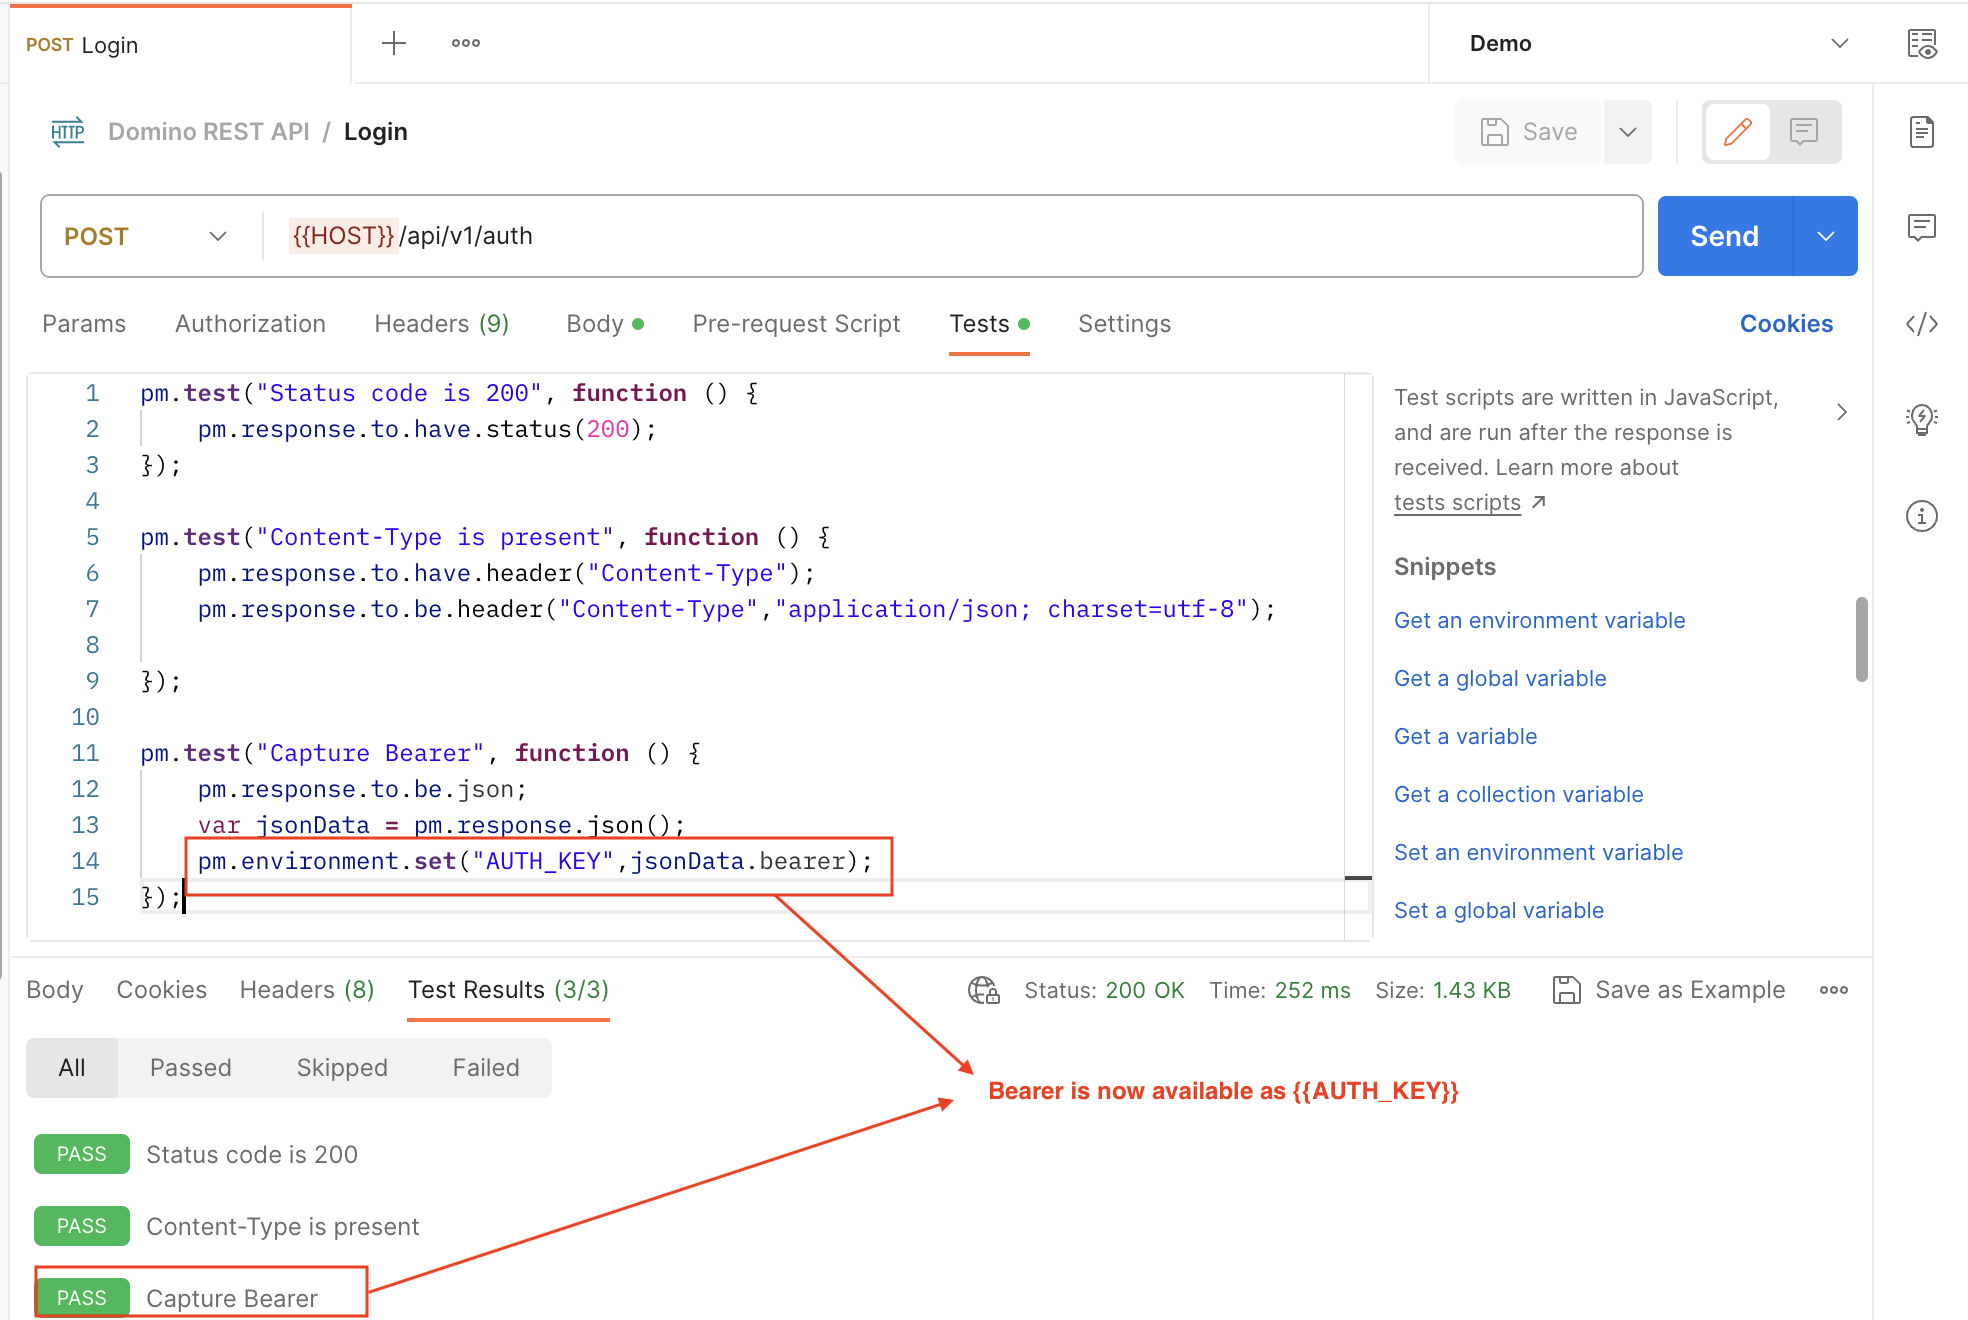 POST Login
Demo
HTTP Domino REST API / Login
Save
POST {{HOST}}/api/v1/auth
Send
Params Authorization Headers (9) Body Pre-request Script Tests Settings Cookies
1 pm.test("Status code is 200", function () {
2 pm.response.to.have.status(200);
3 });
4
5 pm.test("Content-Type is present", function () {
6 pm.response.to.have.header("Content-Type");
7 pm.response.to.be.header("Content-Type","application/json; charset=utf-8");
8
9 });
10
11 pm.test("Capture Bearer", function () {
12 pm.response.to.be.json;
13 var jsonData = pm.response.json();
14 pm.environment.set("AUTH_KEY",jsonData.bearer);
15 });
Test scripts are written in JavaScript,
and are run after the response is
received. Learn more about
tests scripts ↗
Snippets
Get an environment variable
Get a global variable
Get a variable
Get a collection variable
Set an environment variable
Set a global variable
Body Cookies Headers (8) Test Results (3/3)
Status: 200 OK Time: 252 ms Size: 1.43 KB Save as Example
All Passed Skipped Failed
Bearer is now available as {{AUTH_KEY}}
PASS Status code is 200
PASS Content-Type is present
PASS Capture Bearer